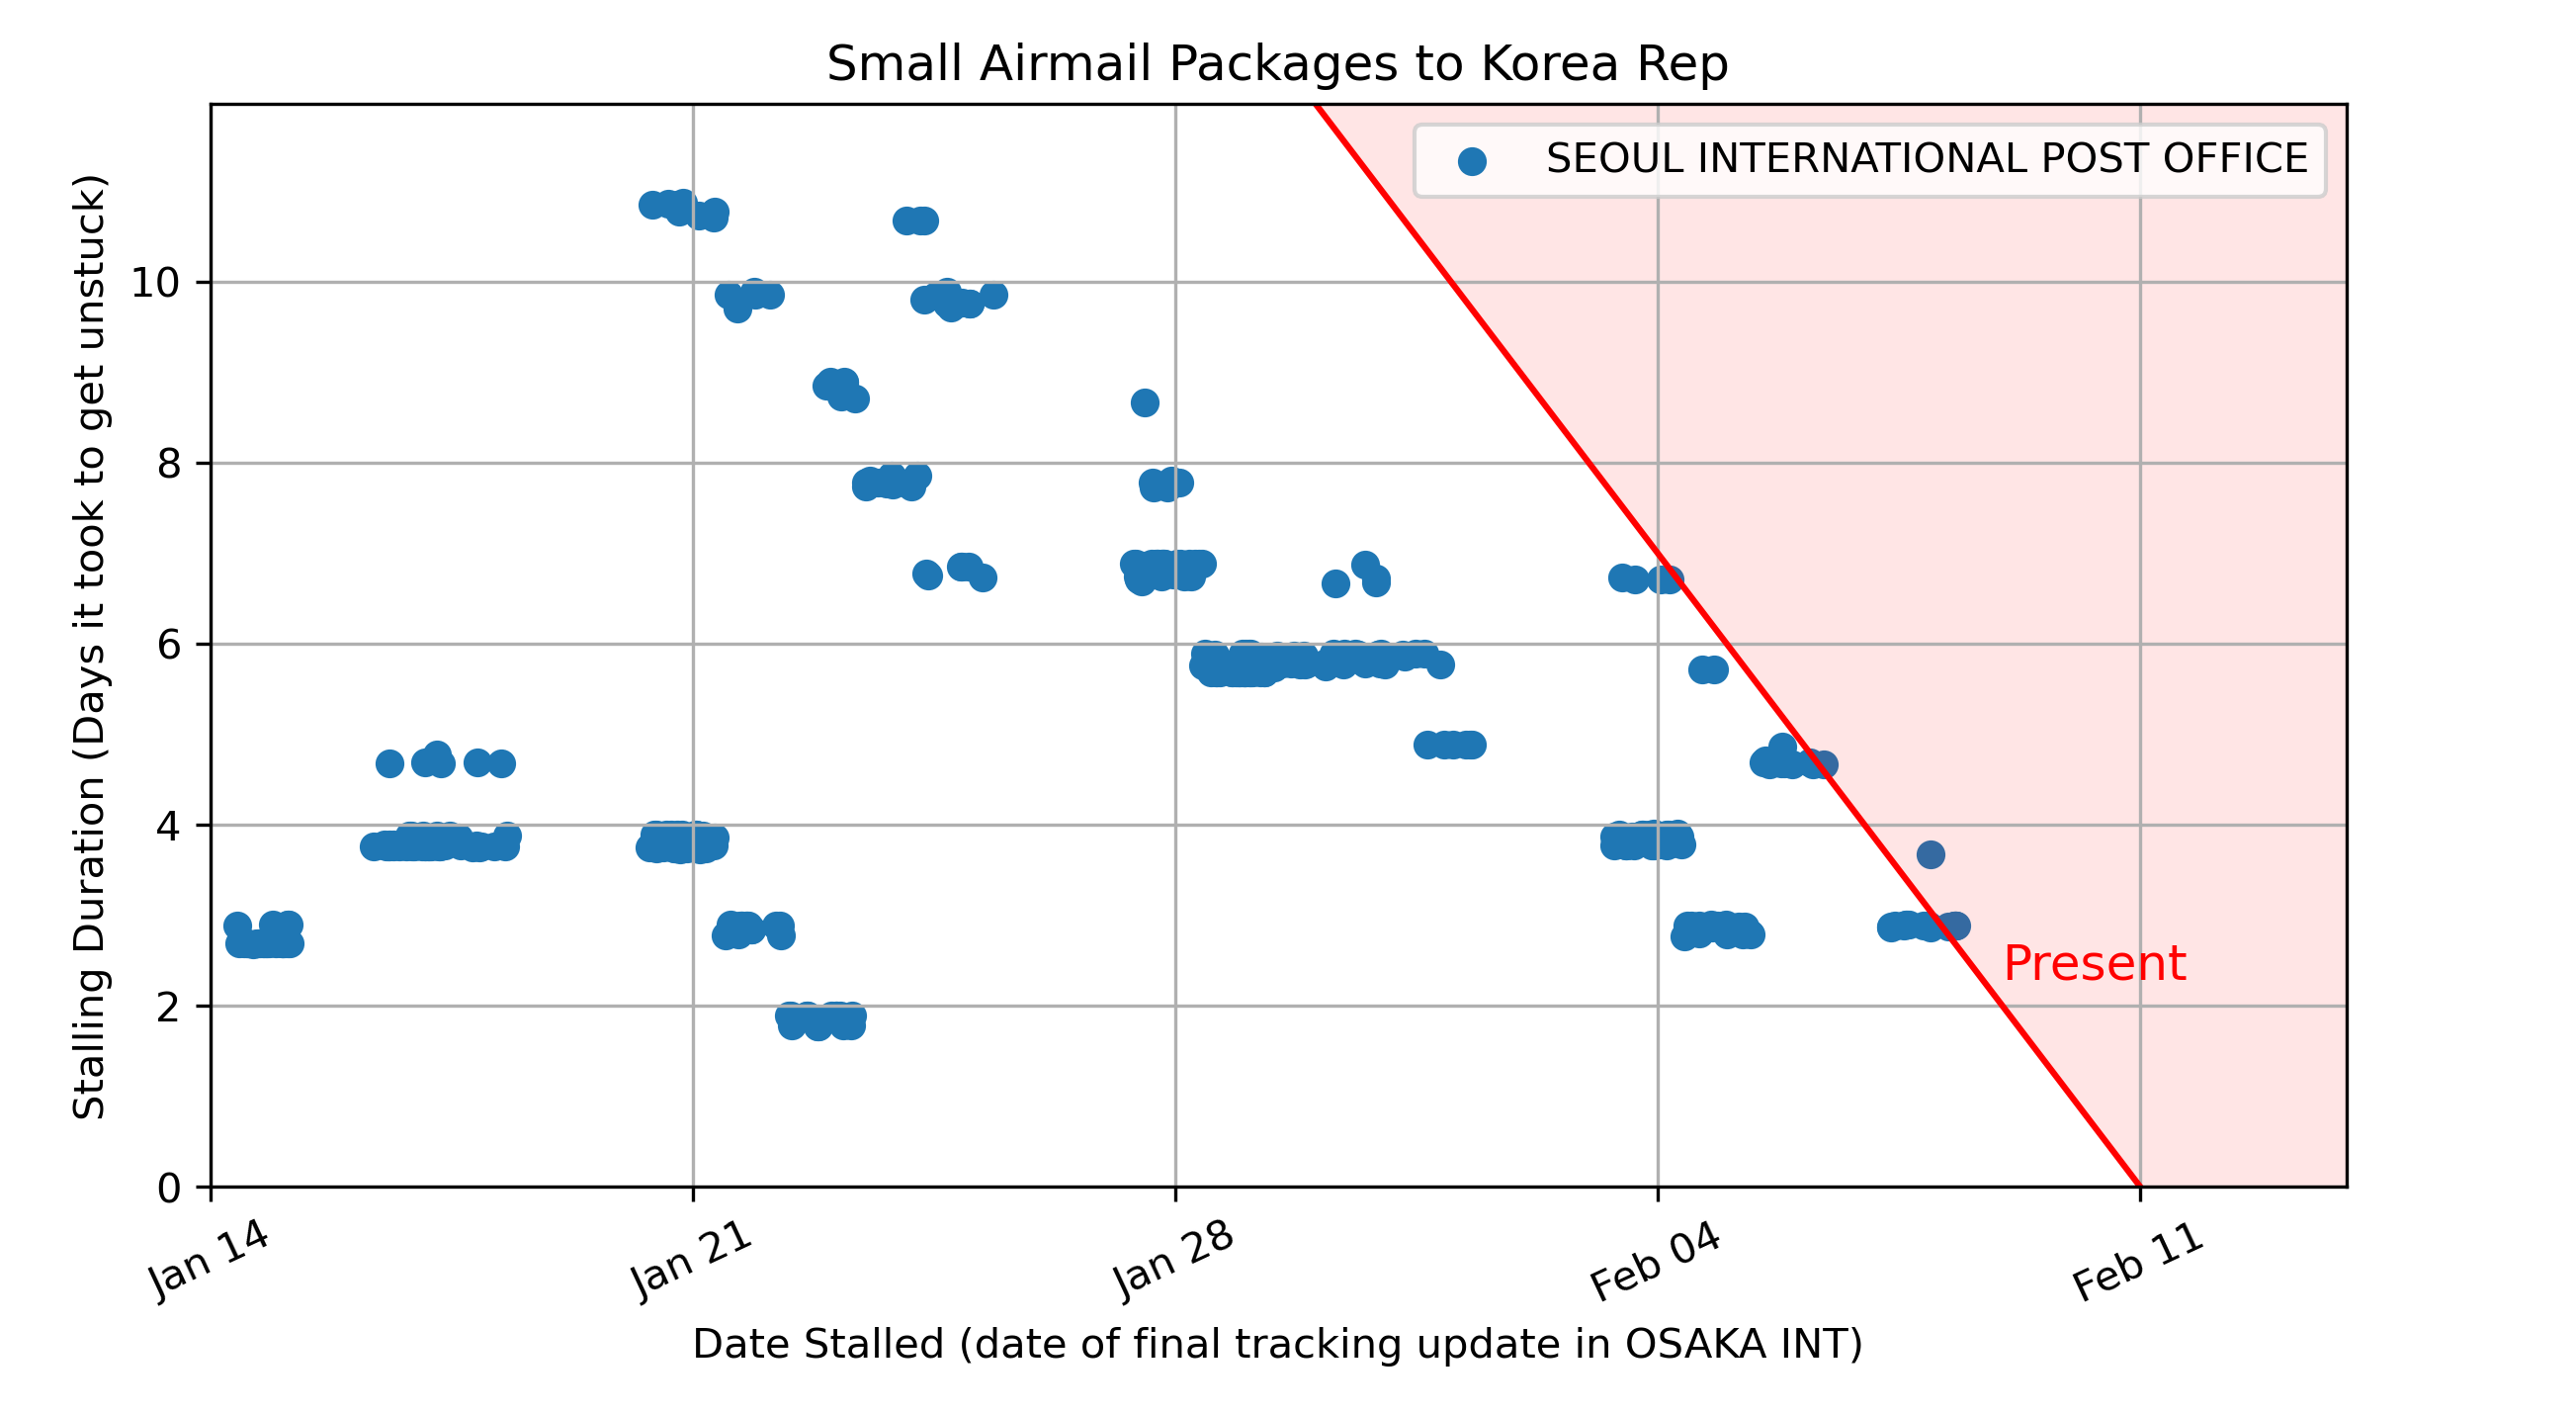 Small Airmail Packages to Korea Rep
SEOUL INTERNATIONAL POST OFFICE
Stalling Duration (Days it took to get unstuck)
10
8
6
4
2
0
Present
Jan 14
Jan 21
Jan 28
Feb 04
Feb 11
Date Stalled (date of final tracking update in OSAKA INT)